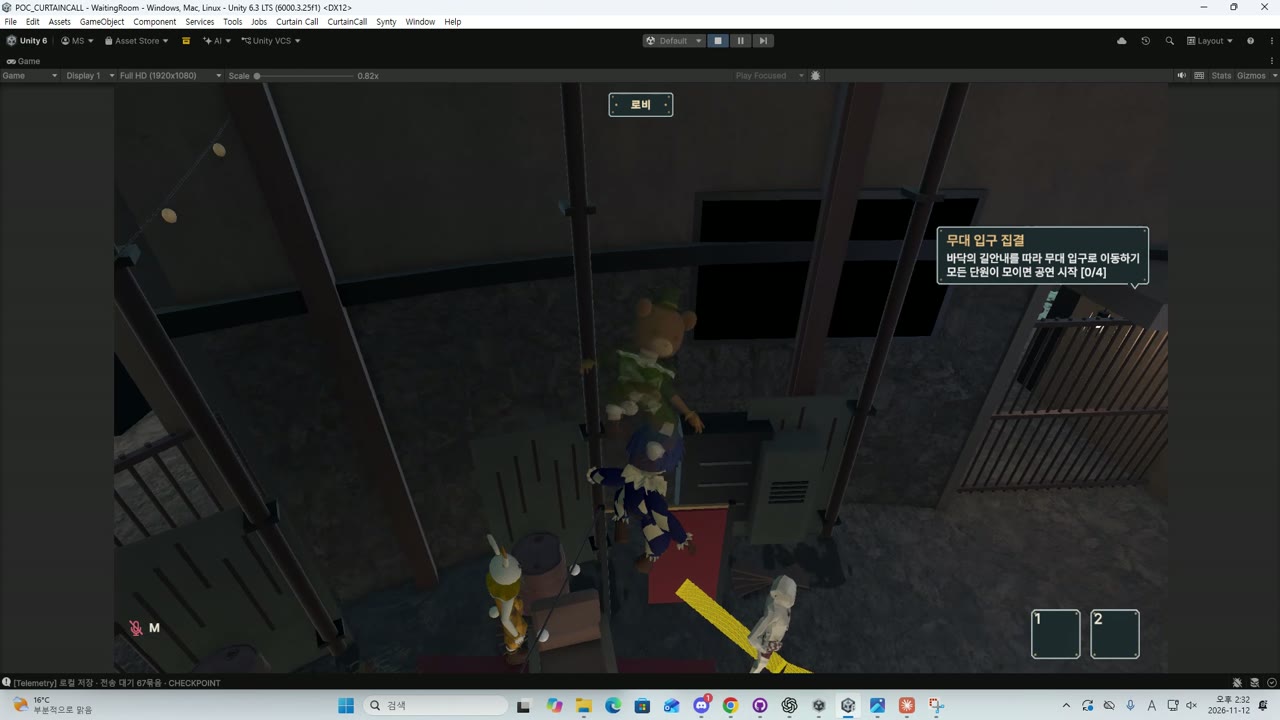 POC_CURTAINCALL - WaitingRoom - Windows, Mac, Linux - Unity 6.3 LTS (6000.3.25f1) <DX12>
File Edit Assets GameObject Component Services Tools Jobs Curtain Call CurtainCall Synty Window Help
Unity 6 MS Asset Store AI Unity VCS Default Layout
Game
Game Display 1 Full HD (1920x1080) Scale 0.82x Play Focused Stats Gizmos
로비
무대 입구 집결
바닥의 길안내를 따라 무대 입구로 이동하기
모든 단원이 모이면 공연 시작 [0/4]
1 2
M
[Telemetry] 로컬 저장 · 전송 대기 67묶음 · CHECKPOINT
16°C
부분적으로 맑음
검색
1
A
오후 2:32
2026-11-12